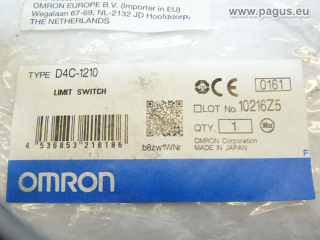 www.pagus.eu
OMRON EUROPE B.V. (Importer in EU)
Wegalaan 67-69, NL-2132 JD Hoofddorp.
THE NETHERLANDS
TYPE D4C-1210
LIMIT SWITCH
CE 0161
LOT No. 10216Z5
QTY. 1
4 536853 210186
b8zw1WNr
OMRON Corporation
MADE IN JAPAN
OMRON
F